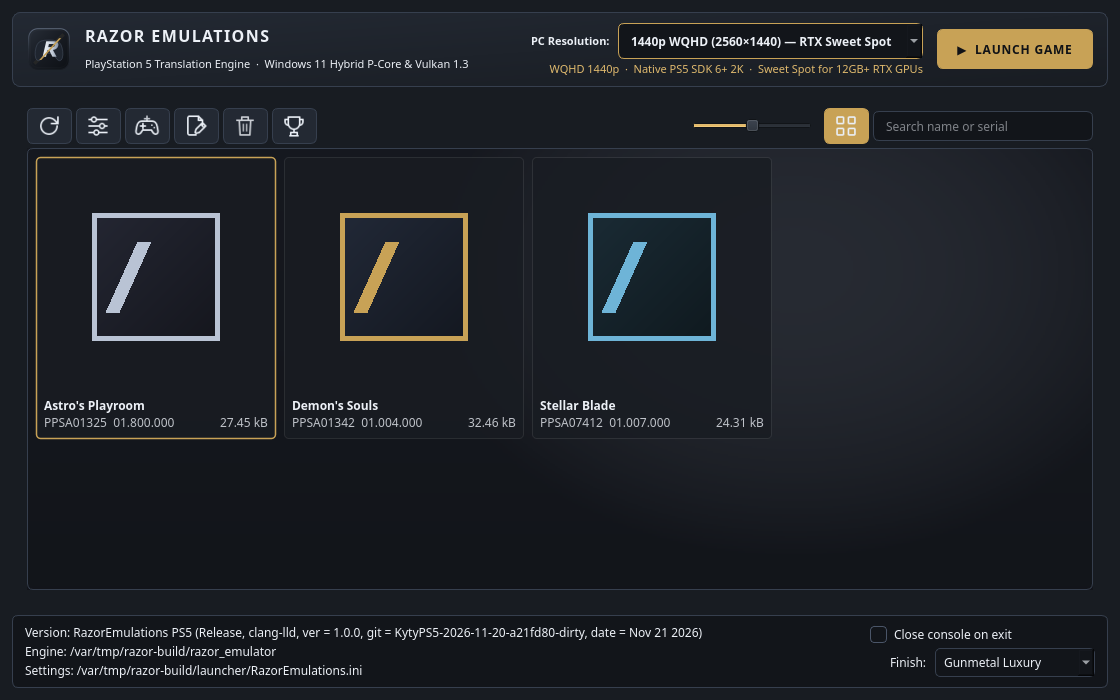 RAZOR EMULATIONS
PlayStation 5 Translation Engine · Windows 11 Hybrid P-Core & Vulkan 1.3
PC Resolution:
1440p WQHD (2560×1440) — RTX Sweet Spot
WQHD 1440p · Native PS5 SDK 6+ 2K · Sweet Spot for 12GB+ RTX GPUs
▶ LAUNCH GAME
Search name or serial
Astro's Playroom
PPSA01325 01.800.000 27.45 kB
Demon's Souls
PPSA01342 01.004.000 32.46 kB
Stellar Blade
PPSA07412 01.007.000 24.31 kB
Version: RazorEmulations PS5 (Release, clang-lld, ver = 1.0.0, git = KytyPS5-2026-11-20-a21fd80-dirty, date = Nov 21 2026)
Engine: /var/tmp/razor-build/razor_emulator
Settings: /var/tmp/razor-build/launcher/RazorEmulations.ini
Close console on exit
Finish: Gunmetal Luxury